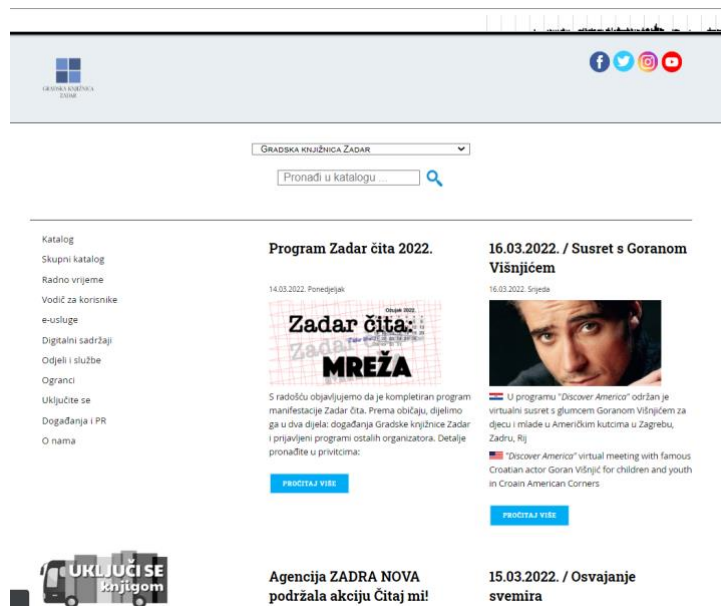 GRADSKA KNJIŽNICA
ZADAR
GRADSKA KNJIŽNICA ZADAR
Pronađi u katalogu ...
Katalog
Skupni katalog
Radno vrijeme
Vodič za korisnike
e-usluge
Digitalni sadržaji
Odjeli i službe
Ogranci
Uključite se
Događanja i PR
O nama
UKLJUČI SE
knjigom
Program Zadar čita 2022.
14.03.2022. Ponedjeljak
Ožujak 2022.
Zadar čita:
MREŽA
S radošću objavljujemo da je kompletiran program
manifestacije Zadar čita. Prema običaju, dijelimo
ga u dva dijela: događanja Gradske knjižnice Zadar
i prijavljeni programi ostalih organizatora. Detalje
pronađite u privitcima:
PROČITAJ VIŠE
16.03.2022. / Susret s Goranom
Višnjićem
16.03.2022. Srijeda
U programu "Discover America" održan je
virtualni susret s glumcem Goranom Višnjićem za
djecu i mlade u Američkim kutcima u Zagrebu,
Zadru, Rij
"Discover America" virtual meeting with famous
Croatian actor Goran Višnjić for children and youth
in Croain American Corners
PROČITAJ VIŠE
Agencija ZADRA NOVA
podržala akciju Čitaj mi!
15.03.2022. / Osvajanje
svemira